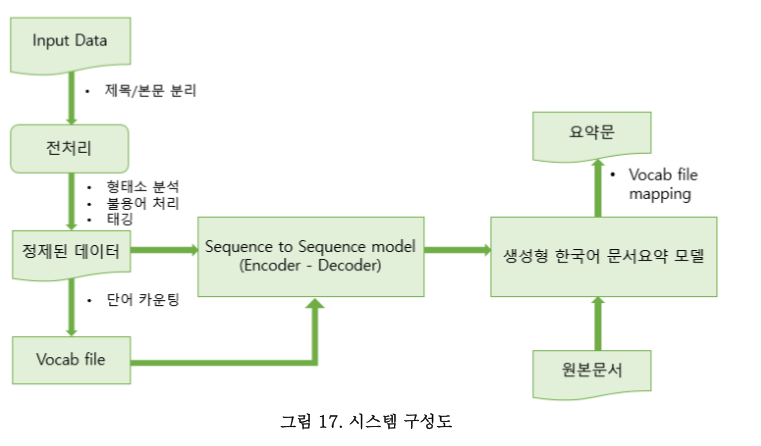 Input Data
• 제목/본문 분리
전처리
• 형태소 분석
• 불용어 처리
• 태깅
정제된 데이터
• 단어 카운팅
Vocab file
Sequence to Sequence model
(Encoder - Decoder)
요약문
• Vocab file
mapping
생성형 한국어 문서요약 모델
원본문서
그림 17. 시스템 구성도